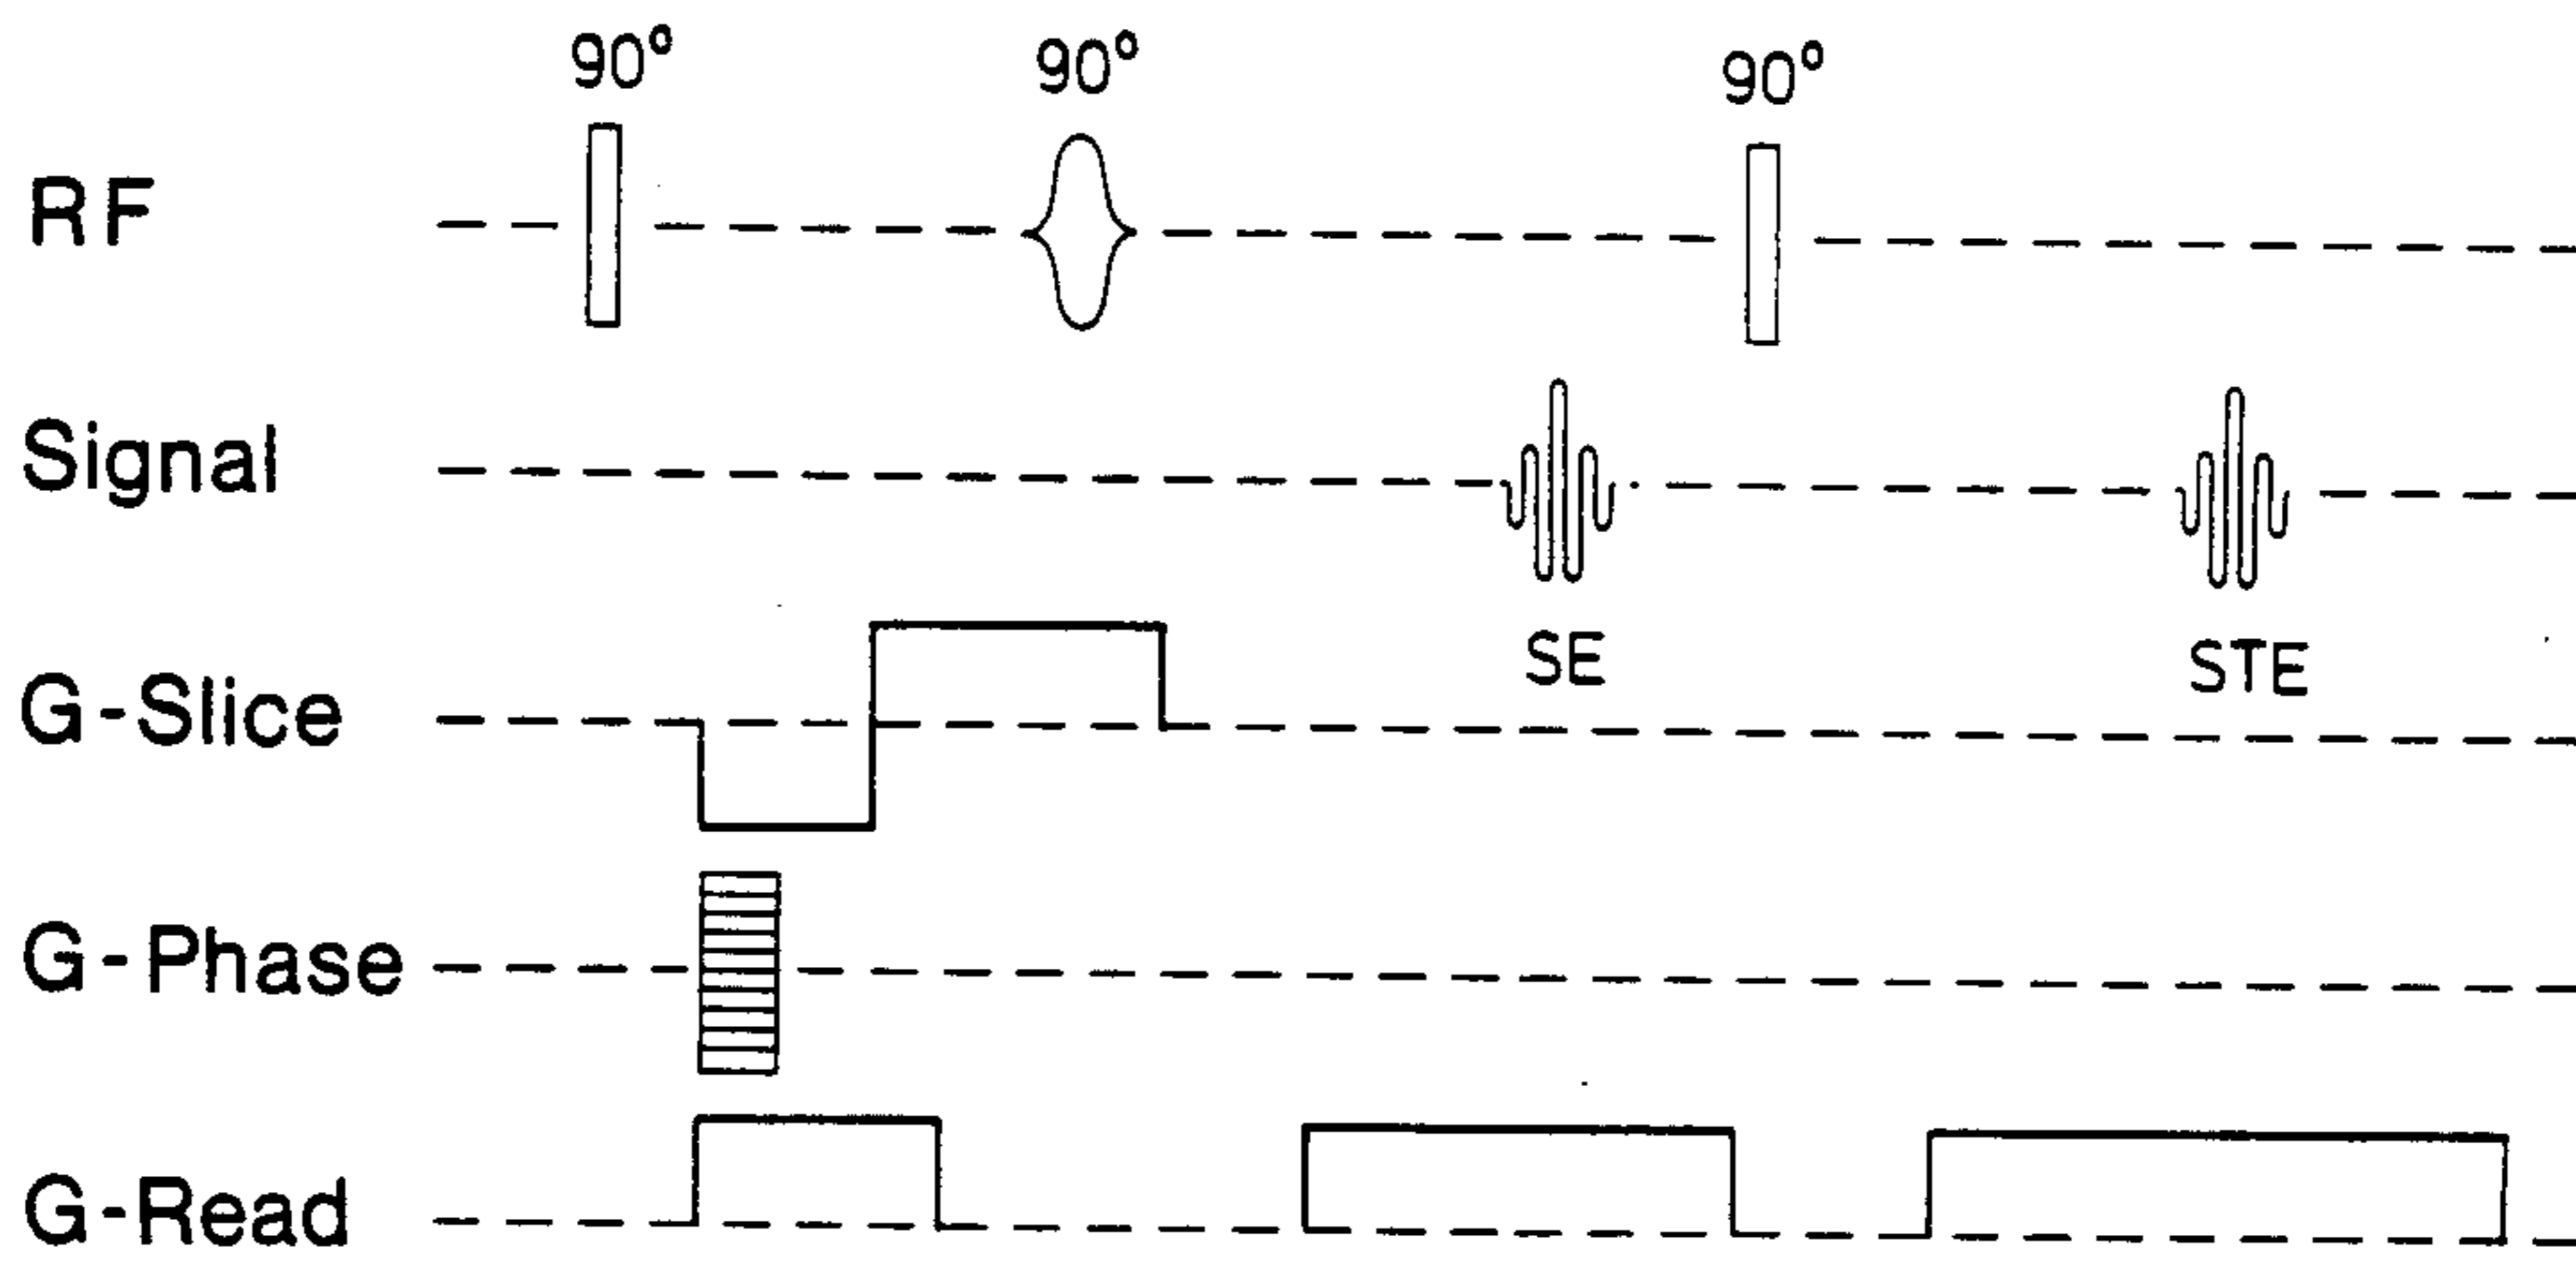 90° 90° 90°
RF
Signal
SE STE
G-Slice
G-Phase
G-Read